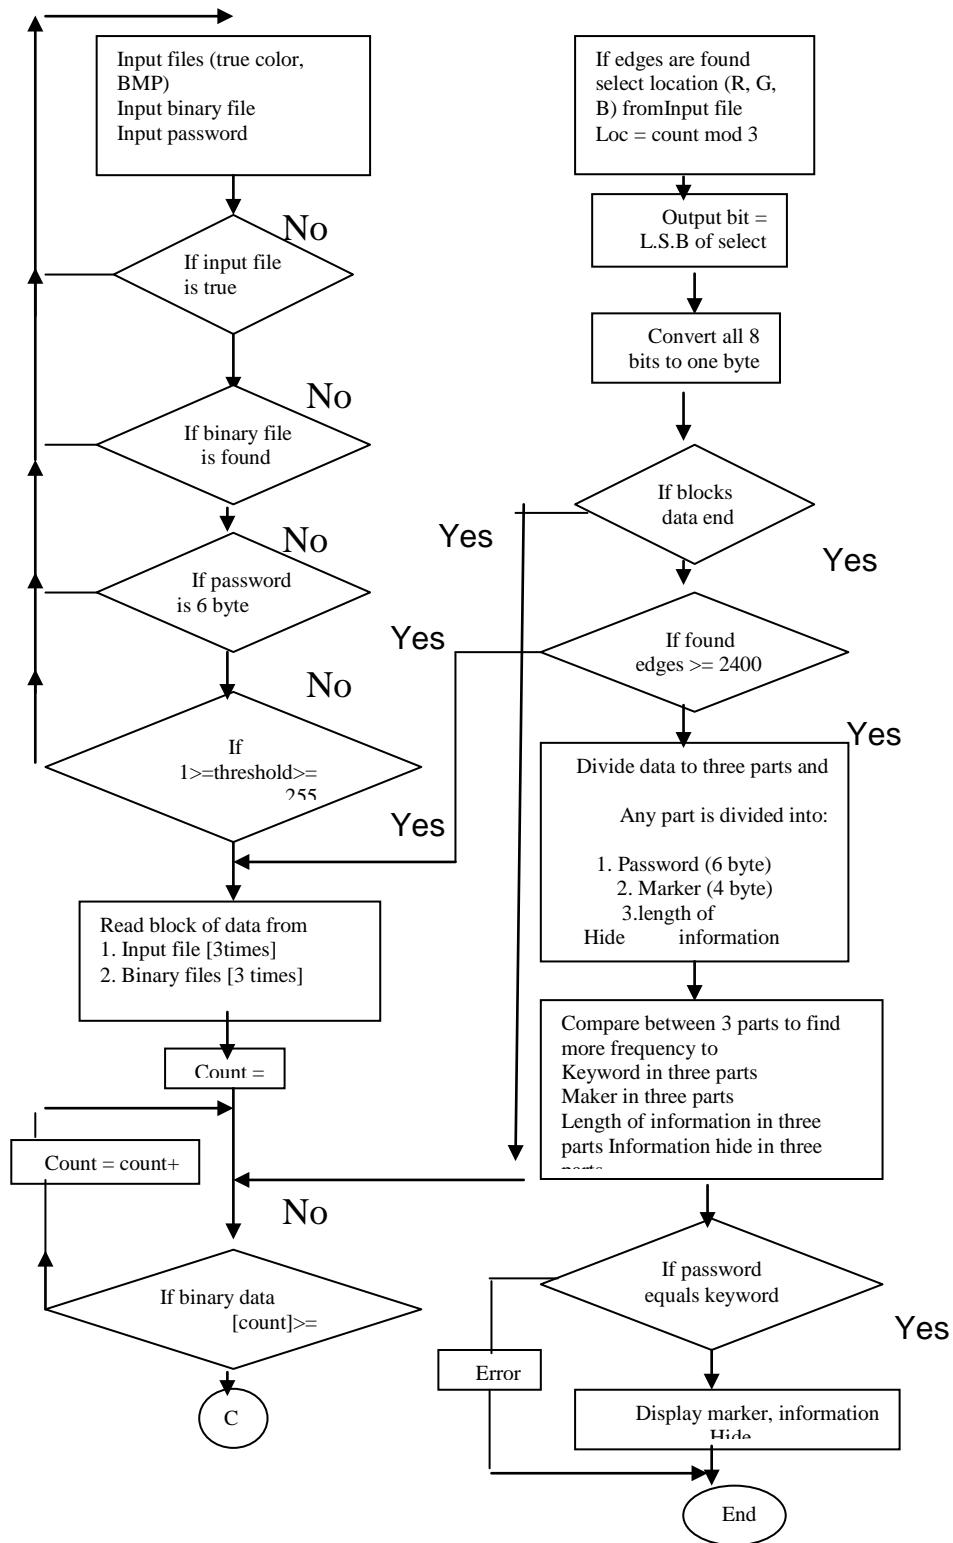 Input files (true color,
BMP)
Input binary file
Input password
No
If input file
is true
No
If binary file
is found
No
If password
is 6 byte
No
If
1>=threshold>=
255
Read block of data from
1. Input file [3times]
2. Binary files [3 times]
Count =
Count = count+
No
If binary data
[count]>=
C
If edges are found
select location (R, G,
B) fromInput file
Loc = count mod 3
Output bit =
L.S.B of select
Convert all 8
bits to one byte
If blocks
data end
Yes
Yes
If found
edges >= 2400
Yes
Yes
Yes
Divide data to three parts and
Any part is divided into:
1. Password (6 byte)
2. Marker (4 byte)
3.length of
Hide information
Compare between 3 parts to find
more frequency to
Keyword in three parts
Maker in three parts
Length of information in three
parts Information hide in three
If password
equals keyword
Yes
Error
Display marker, information
Hide
End